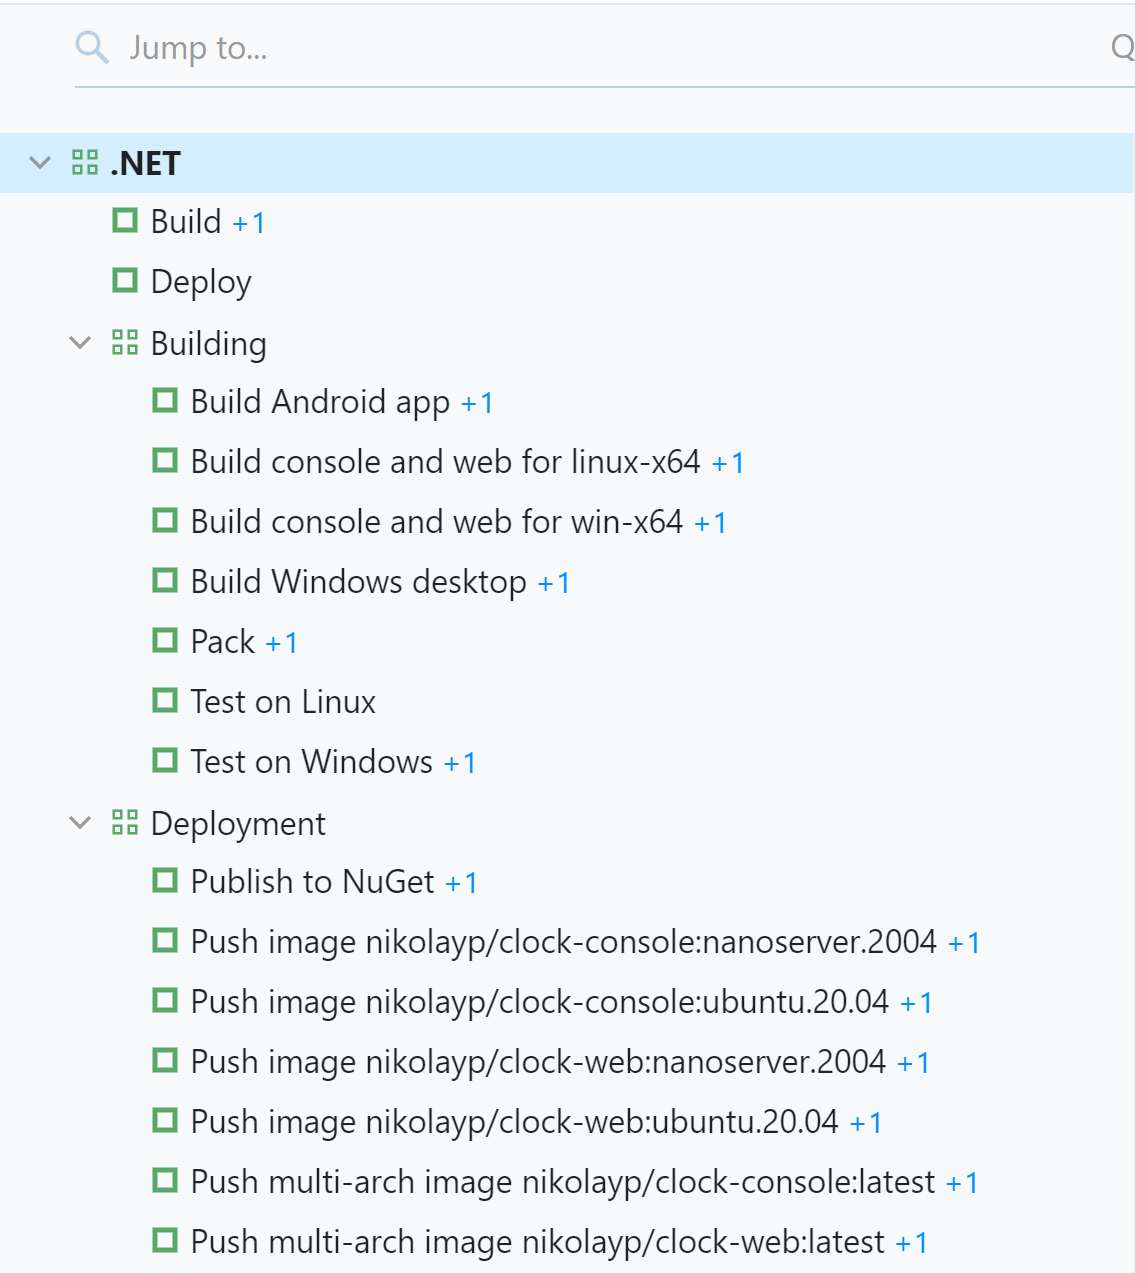 Jump to...
Q
.NET
Build +1
Deploy
Building
Build Android app +1
Build console and web for linux-x64 +1
Build console and web for win-x64 +1
Build Windows desktop +1
Pack +1
Test on Linux
Test on Windows +1
Deployment
Publish to NuGet +1
Push image nikolayp/clock-console:nanoserver.2004 +1
Push image nikolayp/clock-console:ubuntu.20.04 +1
Push image nikolayp/clock-web:nanoserver.2004 +1
Push image nikolayp/clock-web:ubuntu.20.04 +1
Push multi-arch image nikolayp/clock-console:latest +1
Push multi-arch image nikolayp/clock-web:latest +1